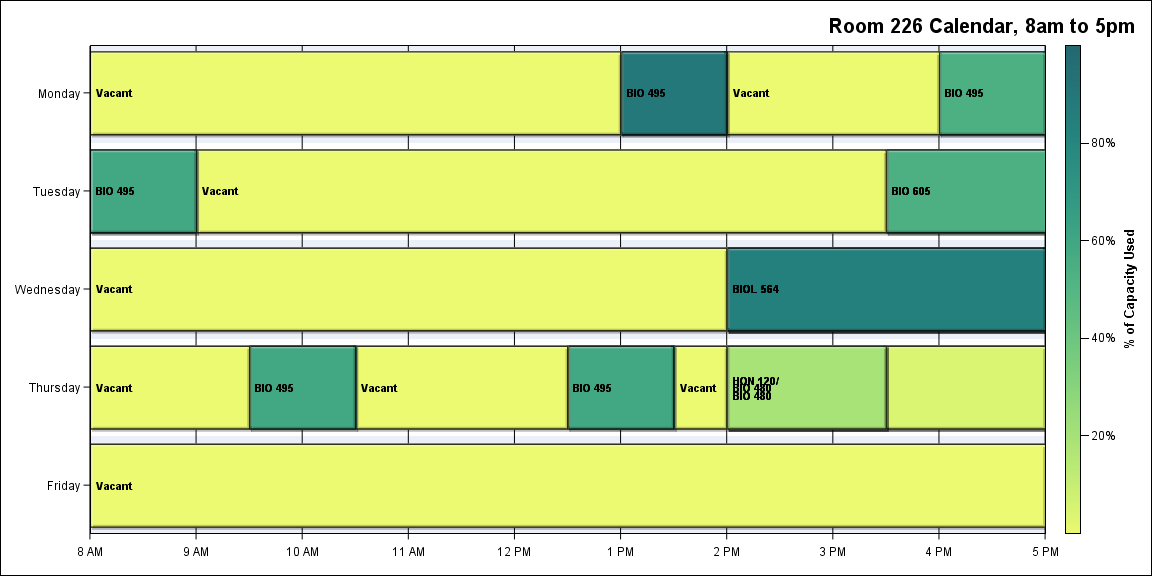 Room 226 Calendar, 8am to 5pm
Monday
Vacant
BIO 495
Vacant
BIO 495
Tuesday
BIO 495
Vacant
BIO 605
Wednesday
Vacant
BIOL 564
Thursday
Vacant
BIO 495
Vacant
BIO 495
Vacant
HON 120/
BIO 480
BIO 480
Friday
Vacant
8 AM
9 AM
10 AM
11 AM
12 PM
1 PM
2 PM
3 PM
4 PM
5 PM
80%
60%
40%
20%
% of Capacity Used